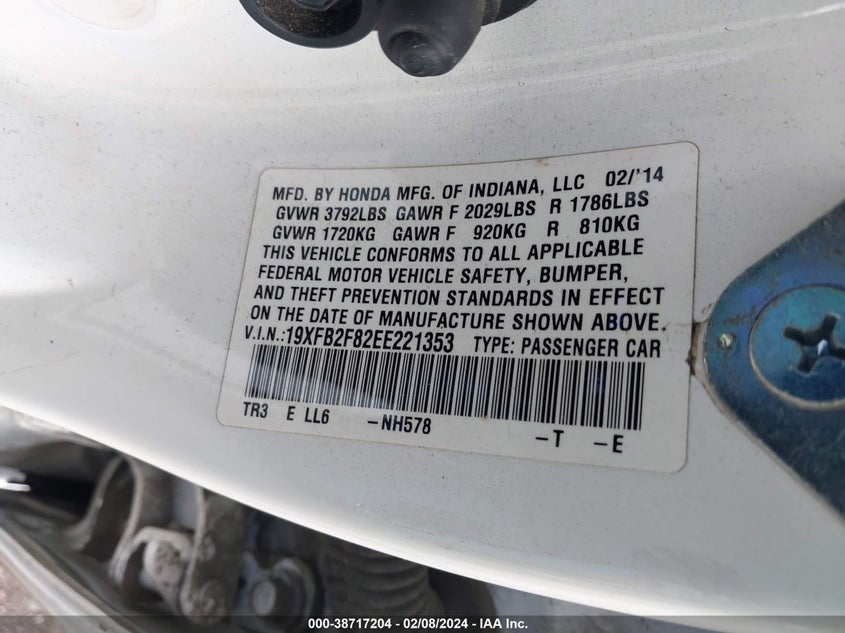 MFD. BY HONDA MFG. OF INDIANA, LLC 02/'14
GVWR 3792LBS GAWR F 2029LBS R 1786LBS
GVWR 1720KG GAWR F 920KG R 810KG
THIS VEHICLE CONFORMS TO ALL APPLICABLE
FEDERAL MOTOR VEHICLE SAFETY, BUMPER,
AND THEFT PREVENTION STANDARDS IN EFFECT
ON THE DATE OF MANUFACTURE SHOWN ABOVE.
V.I.N.:19XFB2F82EE221353 TYPE: PASSENGER CAR
TR3 E LL6 -NH578 -T -E
000-38717204 - 02/08/2024 - IAA Inc.